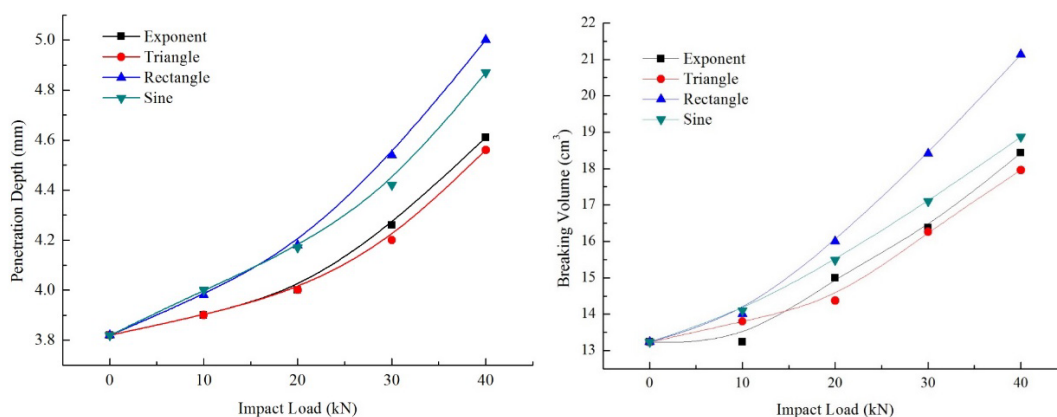 5.0
4.8
4.6
4.4
4.2
4.0
3.8
Penetration Depth (mm)
Exponent
Triangle
Rectangle
Sine
0 10 20 30 40
Impact Load (kN)
22
21
20
19
18
17
16
15
14
13
12
Breaking Volume (cm³)
Exponent
Triangle
Rectangle
Sine
0 10 20 30 40
Impact Load (kN)